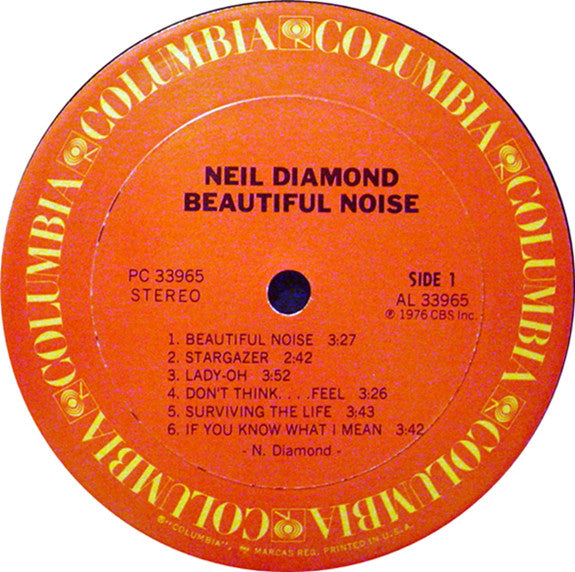 COLUMBIA COLUMBIA COLUMBIA COLUMBIA COLUMBIA COLUMBIA
NEIL DIAMOND
BEAUTIFUL NOISE
PC 33965
STEREO
SIDE 1
AL 33965
℗ 1976 CBS Inc.
1. BEAUTIFUL NOISE 3:27
2. STARGAZER 2:42
3. LADY-OH 3:52
4. DON'T THINK. . . .FEEL 3:26
5. SURVIVING THE LIFE 3:43
6. IF YOU KNOW WHAT I MEAN 3:42
- N. Diamond -
®"COLUMBIA", MARCAS REG. PRINTED IN U.S.A.